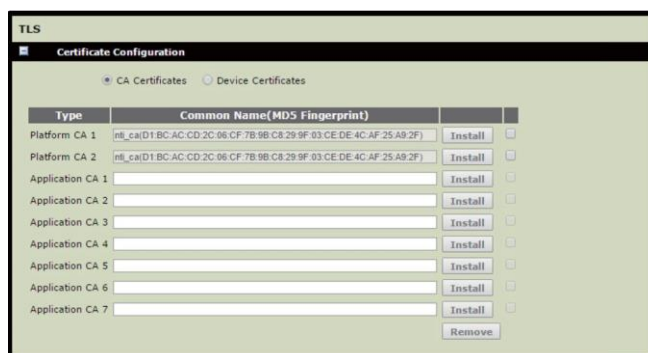 TLS
Certificate Configuration
CA Certificates Device Certificates
Type Common Name(MD5 Fingerprint)
Platform CA 1 nti_ca(D1:BC:AC:CD:2C:06:CF:7B:9B:C8:29:9F:03:CE:DE:4C:AF:25:A9:2F) Install
Platform CA 2 nti_ca(D1:BC:AC:CD:2C:06:CF:7B:9B:C8:29:9F:03:CE:DE:4C:AF:25:A9:2F) Install
Application CA 1 Install
Application CA 2 Install
Application CA 3 Install
Application CA 4 Install
Application CA 5 Install
Application CA 6 Install
Application CA 7 Install
Remove